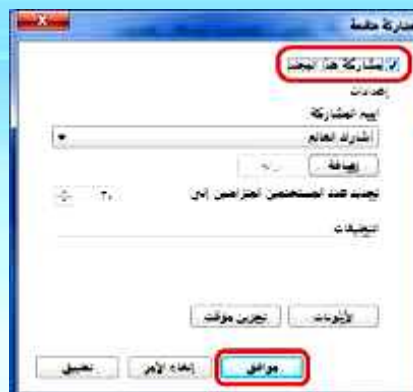 مشاركة متقدمة
مشاركة هذا المجلد
إعدادات
اسم المشاركة
إضافة
تحديد عدد المستخدمين المتزامنين إلى
٢٠
التعليقات
الأذونات تخزين مؤقت
موافق إلغاء الأمر تطبيق